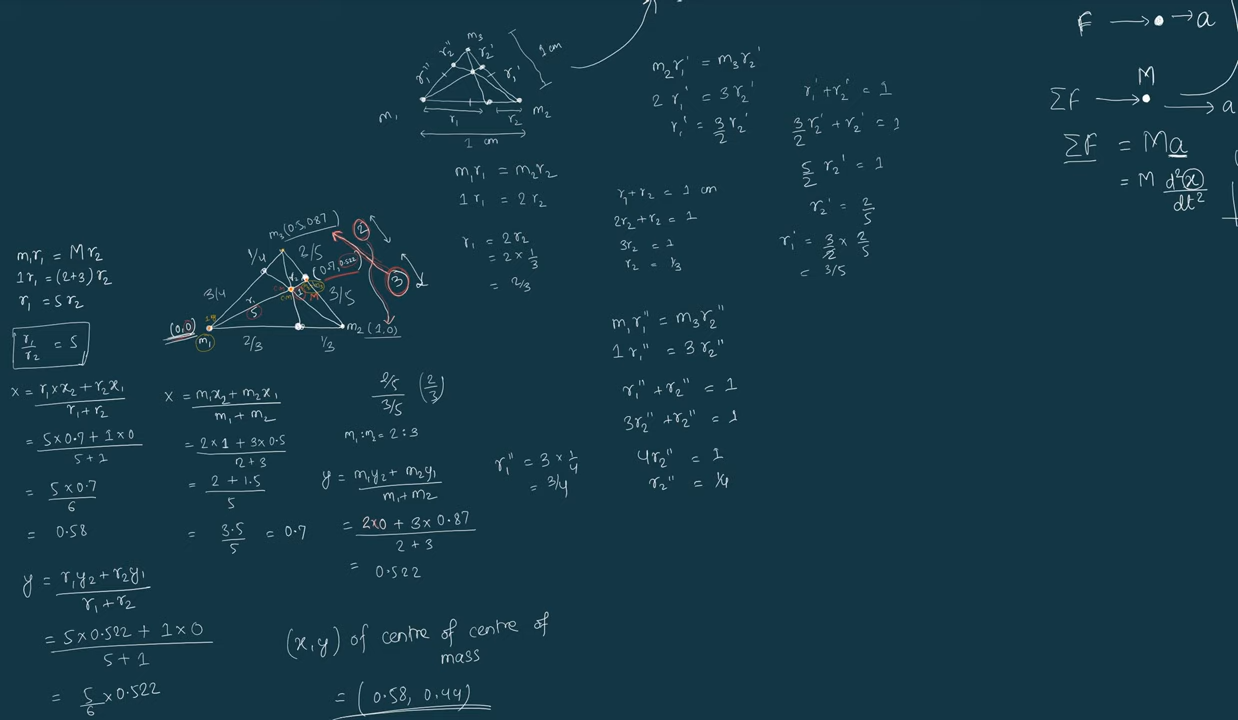 F → • → a
M
ΣF → • → a
ΣF = Ma
= M d²(x)/dt²
m₃
r₂'' r₂'
1 cm
r₁'' r₁'
m₁ r₁ r₂ m₂
1 cm
m₁r₁ = m₂r₂
1r₁ = 2r₂
r₁ = 2r₂
= 2 × 1/3
= 2/3
r₁ + r₂ = 1 cm
2r₂ + r₂ = 1
3r₂ = 1
r₂ = 1/3
m₂r₁' = m₃r₂'
2 r₁' = 3r₂'
r₁' = 3/2 r₂'
r₁' + r₂' = 1
3/2 r₂' + r₂' = 1
5/2 r₂' = 1
r₂' = 2/5
r₁' = 3/2 × 2/5
= 3/5
m₁r₁'' = m₃r₂''
1r₁'' = 3r₂''
r₁'' + r₂'' = 1
3r₂'' + r₂'' = 1
4r₂'' = 1
r₂'' = 1/4
r₁'' = 3 × 1/4
= 3/4
m₃(0.5,0.87
2
1/4 2/5
(0.7, 0.522)
3 2
3/4 r₁ 5 M 3/5
(0,0)
m₁ 2/3 1/3 m₂(1,0)
m₁r₁ = Mr₂
1r₁ = (2+3)r₂
r₁ = 5r₂
r₁/r₂ = 5
x = r₁×x₂ + r₂x₁ / r₁ + r₂
= 5×0.7 + 1×0 / 5+1
= 5×0.7 / 6
= 0.58
y = r₁y₂ + r₂y₁ / r₁ + r₂
= 5×0.522 + 1×0 / 5+1
= 5/6 × 0.522
x = m₁x₂ + m₂x₁ / m₁ + m₂
= 2×1 + 3×0.5 / 2+3
= 2 + 1.5 / 5
= 3.5/5 = 0.7
2/5 / 3/5 (2/3)
m₁:m₂ = 2:3
y = m₁y₂ + m₂y₁ / m₁ + m₂
= 2×0 + 3×0.87 / 2+3
= 0.522
(x,y) of centre of centre of
mass
= (0.58, 0.44)